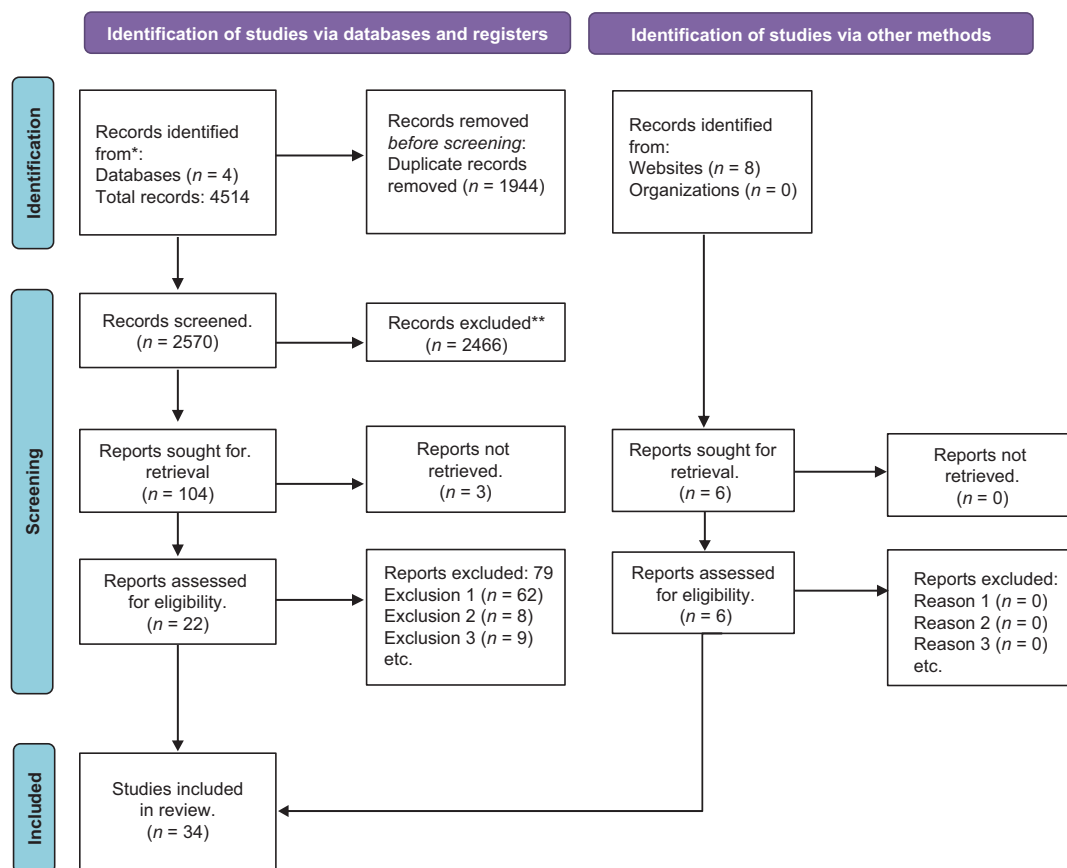 Identification of studies via databases and registers
Identification of studies via other methods
Identification
Records identified
from*:
Databases (n = 4)
Total records: 4514
Records removed
before screening:
Duplicate records
removed (n = 1944)
Records identified
from:
Websites (n = 8)
Organizations (n = 0)
Screening
Records screened.
(n = 2570)
Records excluded**
(n = 2466)
Reports sought for.
retrieval
(n = 104)
Reports not
retrieved.
(n = 3)
Reports sought for
retrieval.
(n = 6)
Reports not
retrieved.
(n = 0)
Reports assessed
for eligibility.
(n = 22)
Reports excluded: 79
Exclusion 1 (n = 62)
Exclusion 2 (n = 8)
Exclusion 3 (n = 9)
etc.
Reports assessed
for eligibility.
(n = 6)
Reports excluded:
Reason 1 (n = 0)
Reason 2 (n = 0)
Reason 3 (n = 0)
etc.
Included
Studies included
in review.
(n = 34)